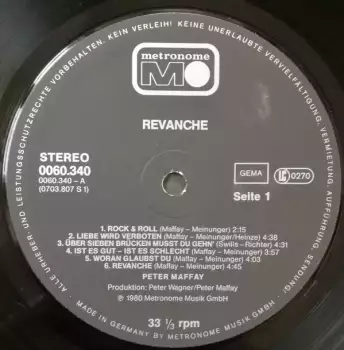 ALLE URHEBER- UND LEISTUNGSSCHUTZRECHTE VORBEHALTEN. KEIN VERLEIH! KEINE UNERLAUBTE VERVIELFÄLTIGUNG, VERMIETUNG, AUFFÜHRUNG, SENDUNG!
metronome
M
REVANCHE
STEREO
0060.340
0060.340 – A
(0703.807 S 1)
GEMA
LC 0270
Seite 1
1. ROCK & ROLL (Maffay – Meinunger) 2:15
2. LIEBE WIRD VERBOTEN (Maffay – Meinunger/Heinze) 2:38
3. ÜBER SIEBEN BRÜCKEN MUSST DU GEHN' (Swillis – Richter) 4:31
4. IST ES GUT – IST ES SCHLECHT (Maffay – Meinunger) 3:57
5. WORAN GLAUBST DU (Maffay – Meinunger) 4:03
6. REVANCHE (Maffay – Meinunger) 4:45
PETER MAFFAY
Produktion: Peter Wagner/Peter Maffay
℗ 1980 Metronome Musik GmbH
33 ⅓ rpm
MADE IN GERMANY BY METRONOME MUSIK GMBH